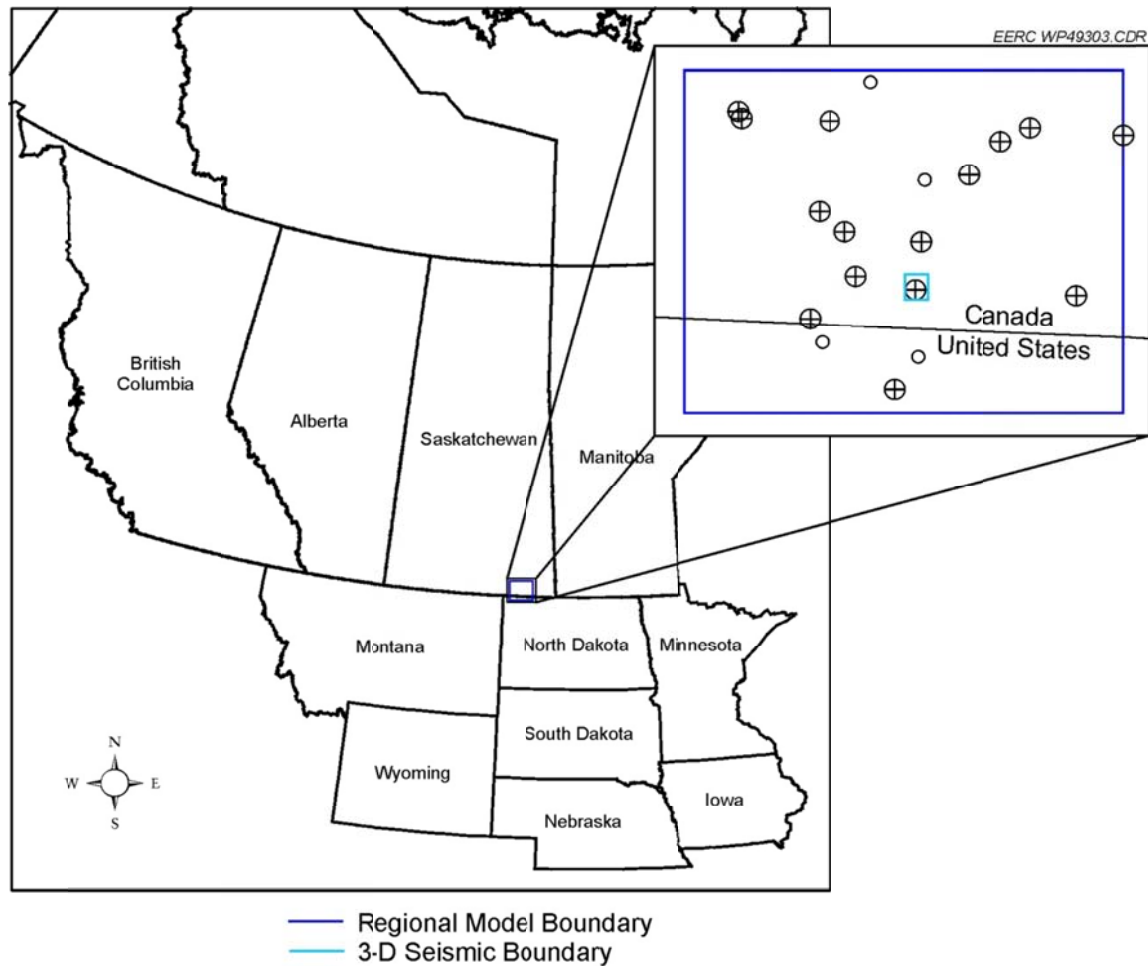 EERC WP49303.CDR
Canada
United States
British
Columbia
Alberta
Saskatchewan
Manitoba
Montana
North Dakota
Minnesota
South Dakota
Wyoming
Nebraska
Iowa
N
W
E
S
Regional Model Boundary
3-D Seismic Boundary